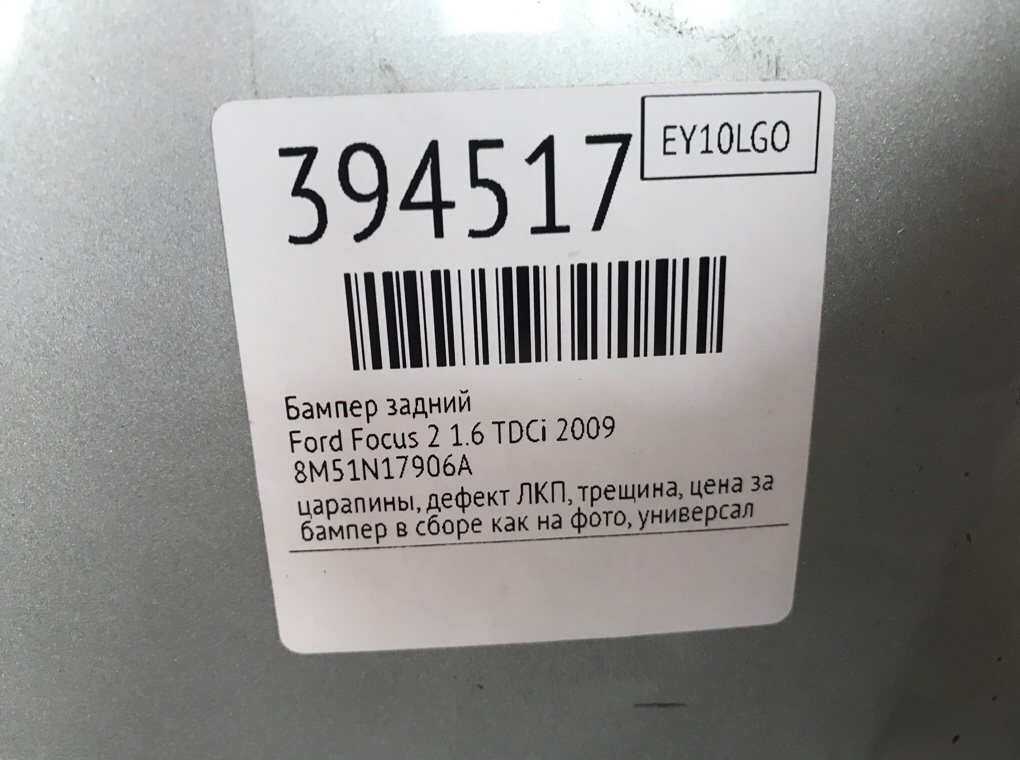 394517
EY10LGO
Бампер задний
Ford Focus 2 1.6 TDCi 2009
8M51N17906A
царапины, дефект ЛКП, трещина, цена за
бампер в сборе как на фото, универсал